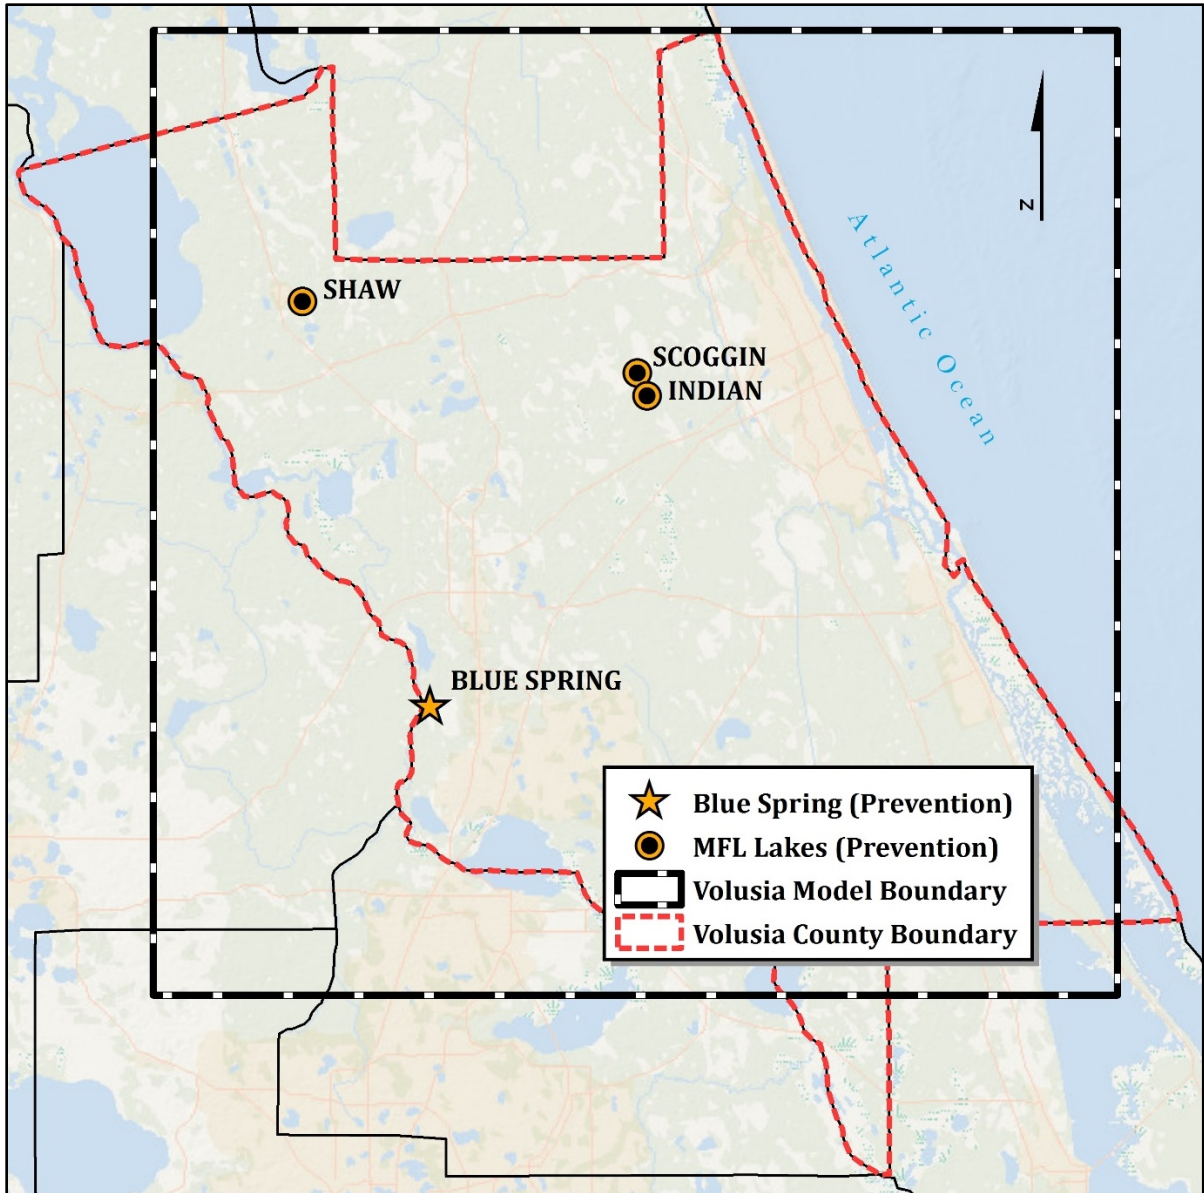 N
Atlantic Ocean
SHAW
SCOGGIN
INDIAN
BLUE SPRING
Blue Spring (Prevention)
MFL Lakes (Prevention)
Volusia Model Boundary
Volusia County Boundary